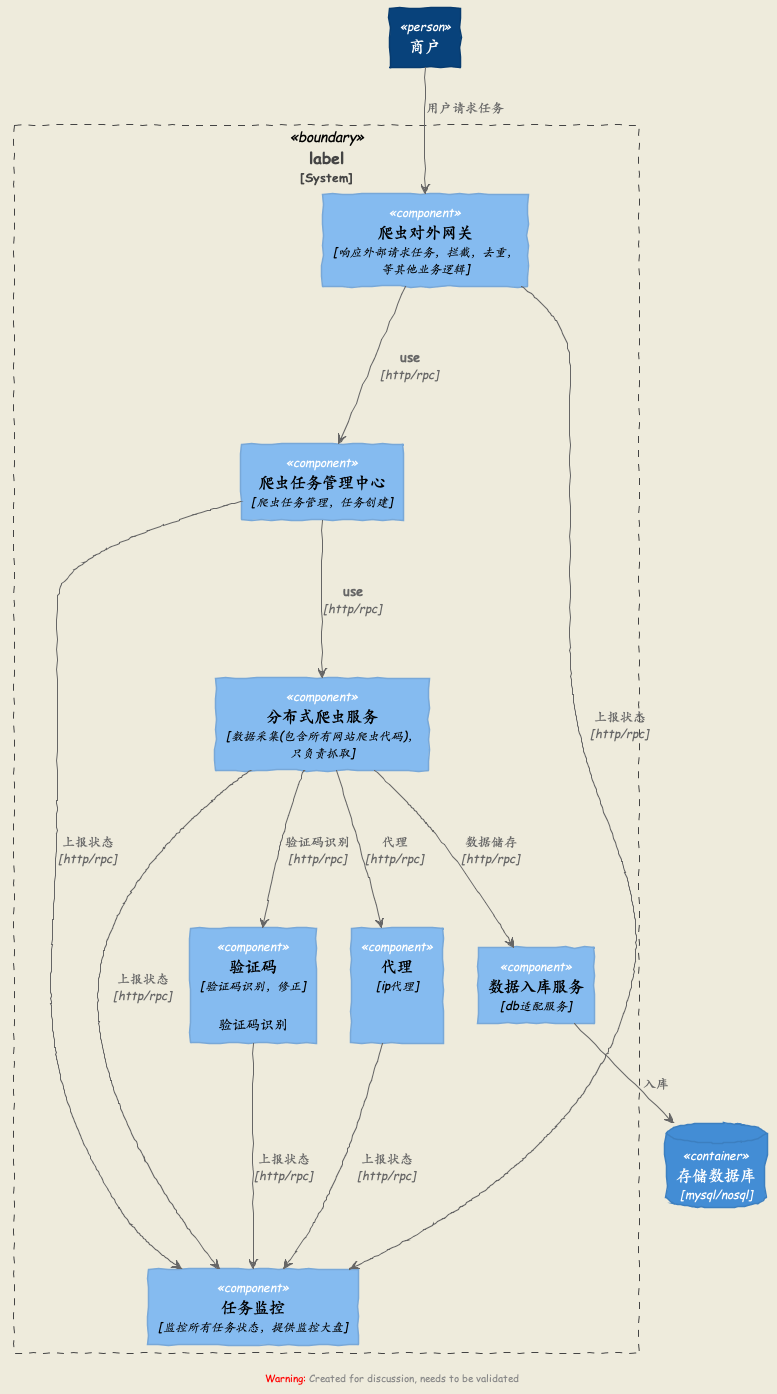 «person»
商户
用户请求任务
«boundary»
label
[System]
«component»
爬虫对外网关
[响应外部请求任务，拦截，去重，
等其他业务逻辑]
use
[http/rpc]
«component»
爬虫任务管理中心
[爬虫任务管理，任务创建]
use
[http/rpc]
«component»
分布式爬虫服务
[数据采集(包含所有网站爬虫代码),
只负责抓取]
上报状态
[http/rpc]
上报状态
[http/rpc]
验证码识别
[http/rpc]
代理
[http/rpc]
数据储存
[http/rpc]
«component»
验证码
[验证码识别，修正]
验证码识别
«component»
代理
[ip代理]
«component»
数据入库服务
[db适配服务]
上报状态
[http/rpc]
入库
上报状态
[http/rpc]
上报状态
[http/rpc]
«container»
存储数据库
[mysql/nosql]
«component»
任务监控
[监控所有任务状态，提供监控大盘]
Warning: Created for discussion, needs to be validated